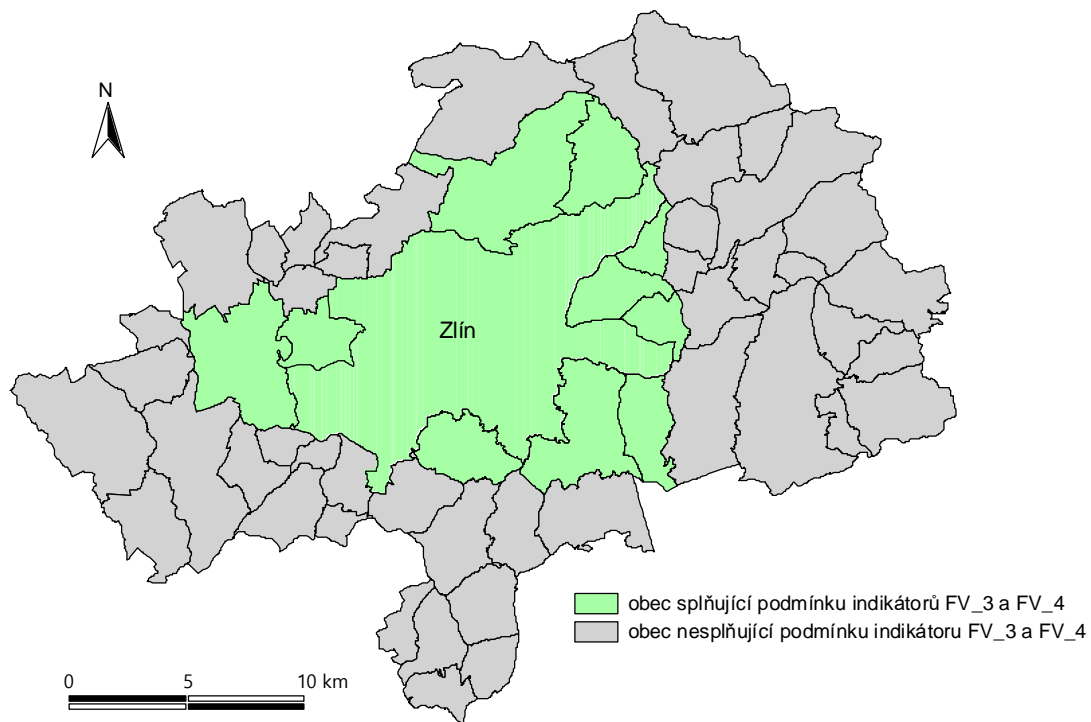 N
Zlín
obec splňující podmínku indikátorů FV_3 a FV_4
obec nesplňující podmínku indikátoru FV_3 a FV_4
0 5 10 km